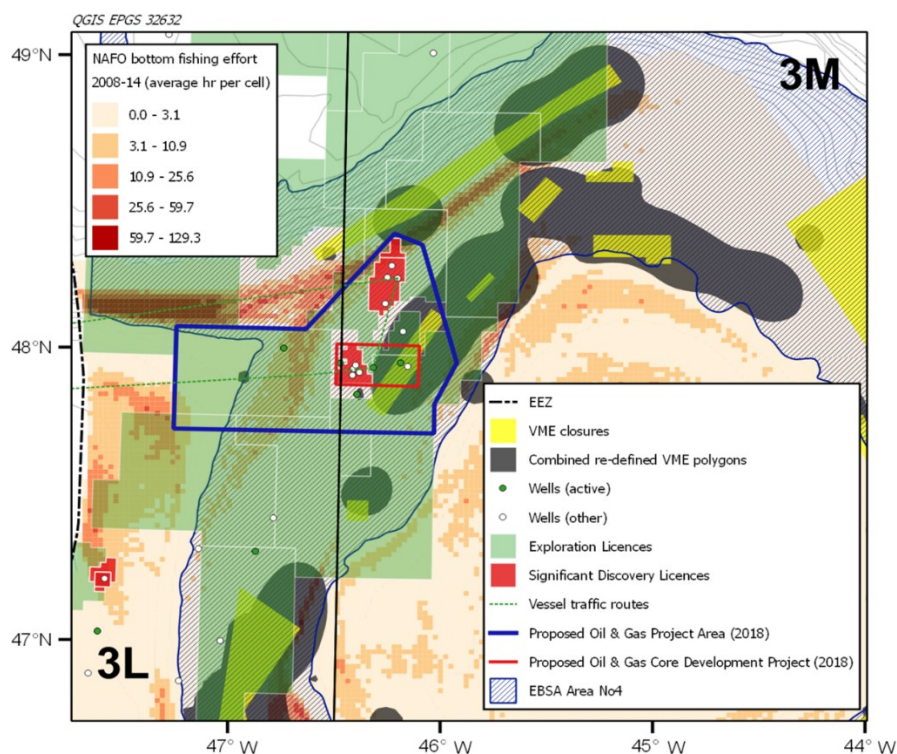 QGIS EPGS 32632
49°N
NAFO bottom fishing effort
2008-14 (average hr per cell)
0.0 - 3.1
3.1 - 10.9
10.9 - 25.6
25.6 - 59.7
59.7 - 129.3
3M
48°N
EEZ
VME closures
Combined re-defined VME polygons
Wells (active)
Wells (other)
Exploration Licences
Significant Discovery Licences
Vessel traffic routes
Proposed Oil & Gas Project Area (2018)
Proposed Oil & Gas Core Development Project (2018)
EBSA Area No4
47°N
3L
47° W
46° W
45° W
44° W